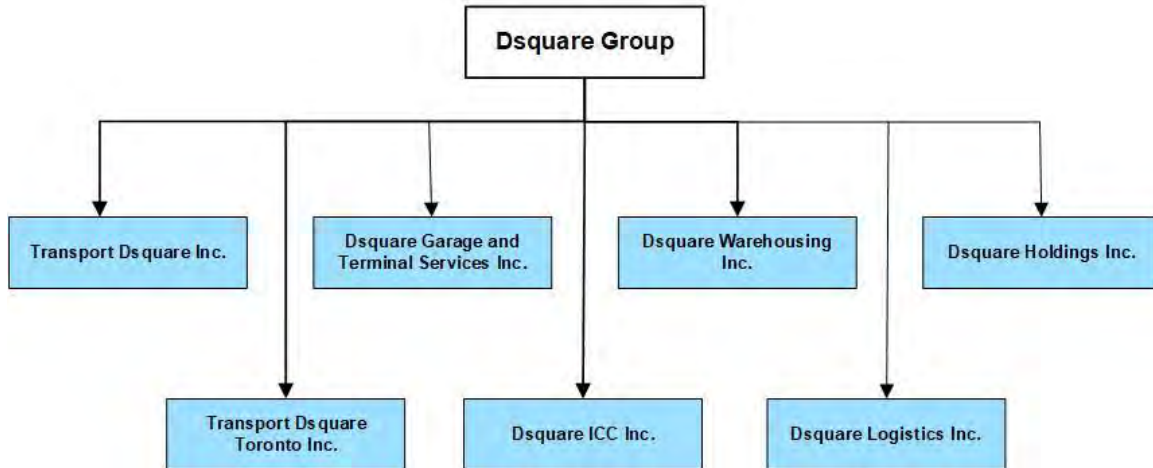 Dsquare Group
Transport Dsquare Inc.
Dsquare Garage and
Terminal Services Inc.
Dsquare Warehousing
Inc.
Dsquare Holdings Inc.
Transport Dsquare
Toronto Inc.
Dsquare ICC Inc.
Dsquare Logistics Inc.